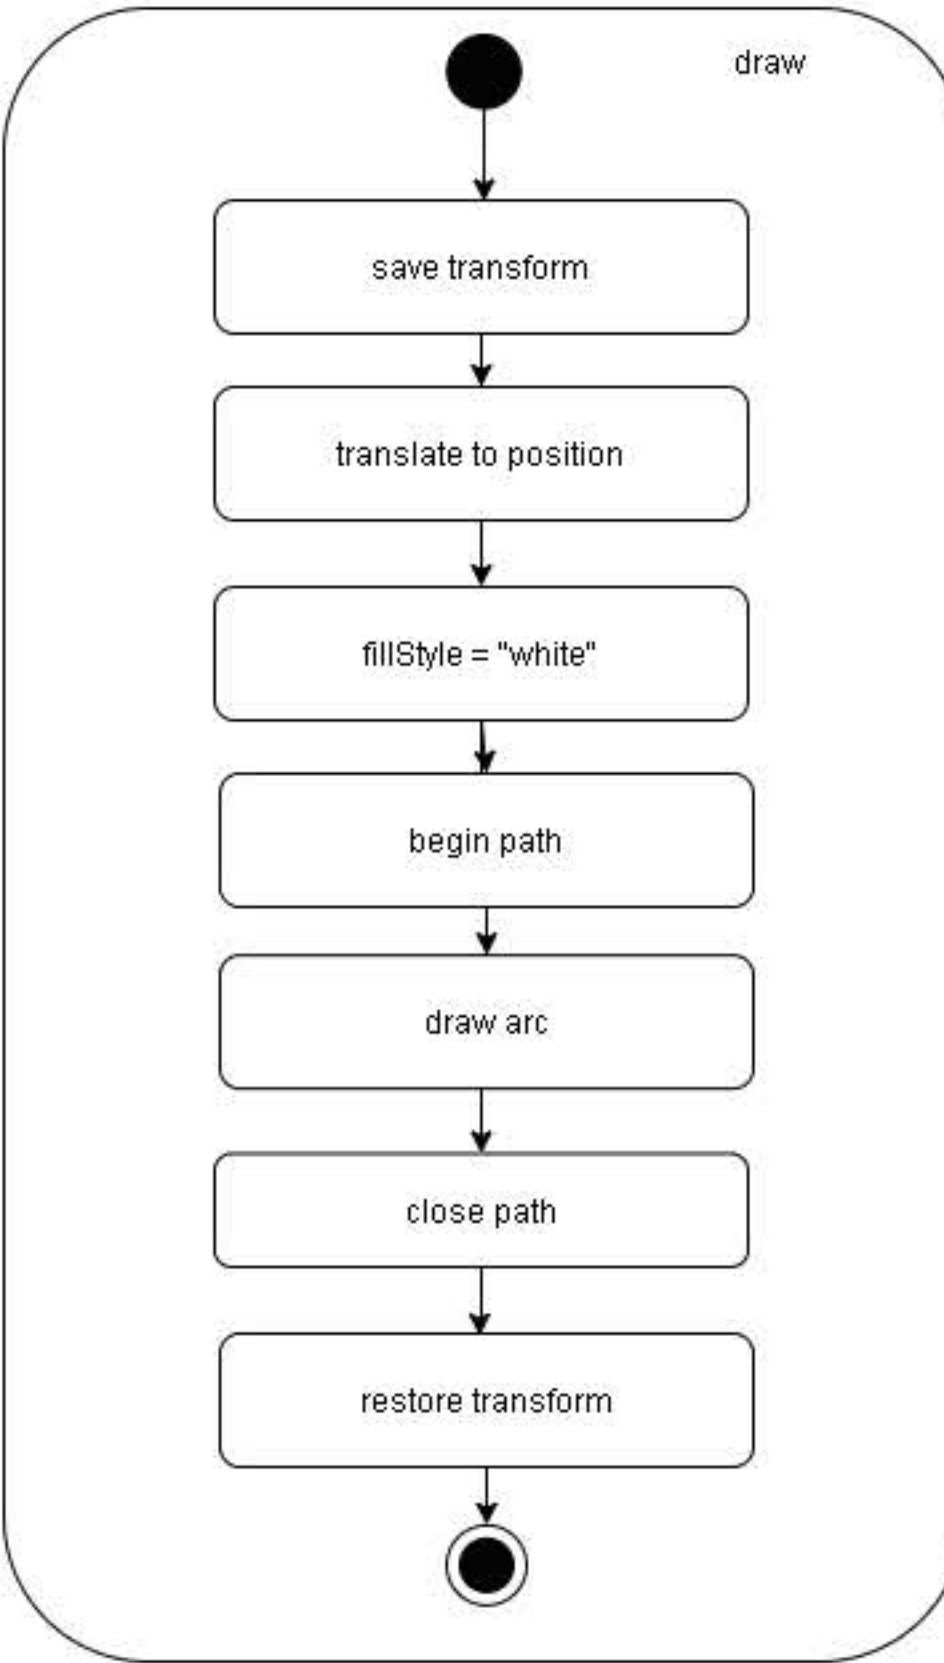 draw
save transform
translate to position
fillStyle = "white"
begin path
draw arc
close path
restore transform